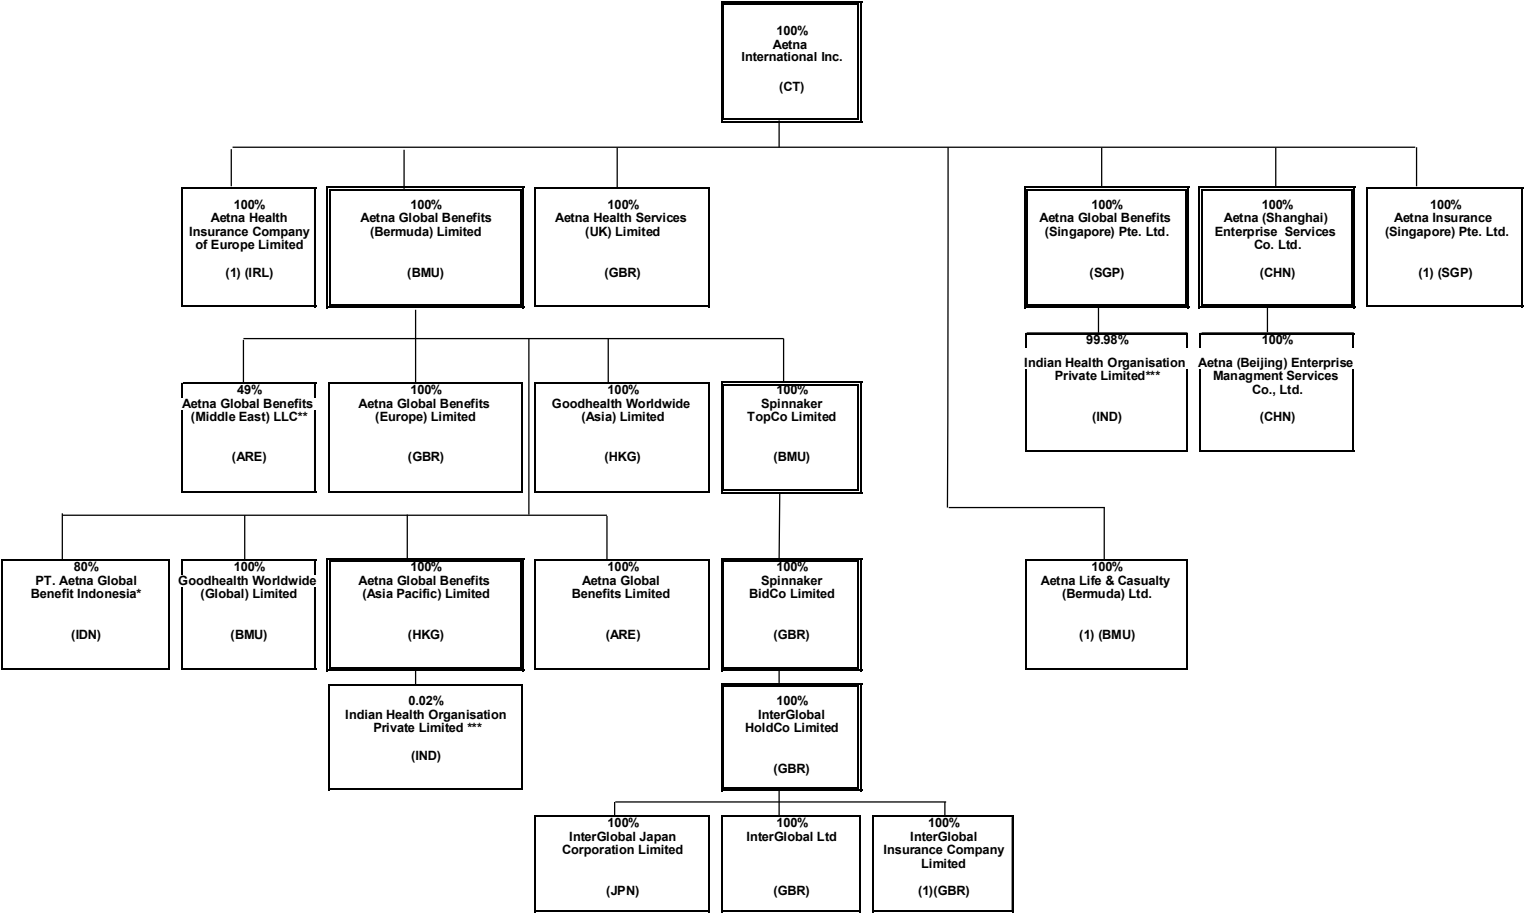 100%
Aetna
International Inc.
(CT)
100%
Aetna Health
Insurance Company
of Europe Limited
(1) (IRL)
100%
Aetna Global Benefits
(Bermuda) Limited
(BMU)
100%
Aetna Health Services
(UK) Limited
(GBR)
100%
Aetna Global Benefits
(Singapore) Pte. Ltd.
(SGP)
100%
Aetna (Shanghai)
Enterprise Services
Co. Ltd.
(CHN)
100%
Aetna Insurance
(Singapore) Pte. Ltd.
(1) (SGP)
99.98%
Indian Health Organisation
Private Limited***
(IND)
100%
Aetna (Beijing) Enterprise
Managment Services
Co., Ltd.
(CHN)
49%
Aetna Global Benefits
(Middle East) LLC**
(ARE)
100%
Aetna Global Benefits
(Europe) Limited
(GBR)
100%
Goodhealth Worldwide
(Asia) Limited
(HKG)
100%
Spinnaker
TopCo Limited
(BMU)
80%
PT. Aetna Global
Benefit Indonesia*
(IDN)
100%
Goodhealth Worldwide
(Global) Limited
(BMU)
100%
Aetna Global Benefits
(Asia Pacific) Limited
(HKG)
100%
Aetna Global
Benefits Limited
(ARE)
100%
Spinnaker
BidCo Limited
(GBR)
100%
Aetna Life & Casualty
(Bermuda) Ltd.
(1) (BMU)
0.02%
Indian Health Organisation
Private Limited ***
(IND)
100%
InterGlobal
HoldCo Limited
(GBR)
100%
InterGlobal Japan
Corporation Limited
(JPN)
100%
InterGlobal Ltd
(GBR)
100%
InterGlobal
Insurance Company
Limited
(1)(GBR)